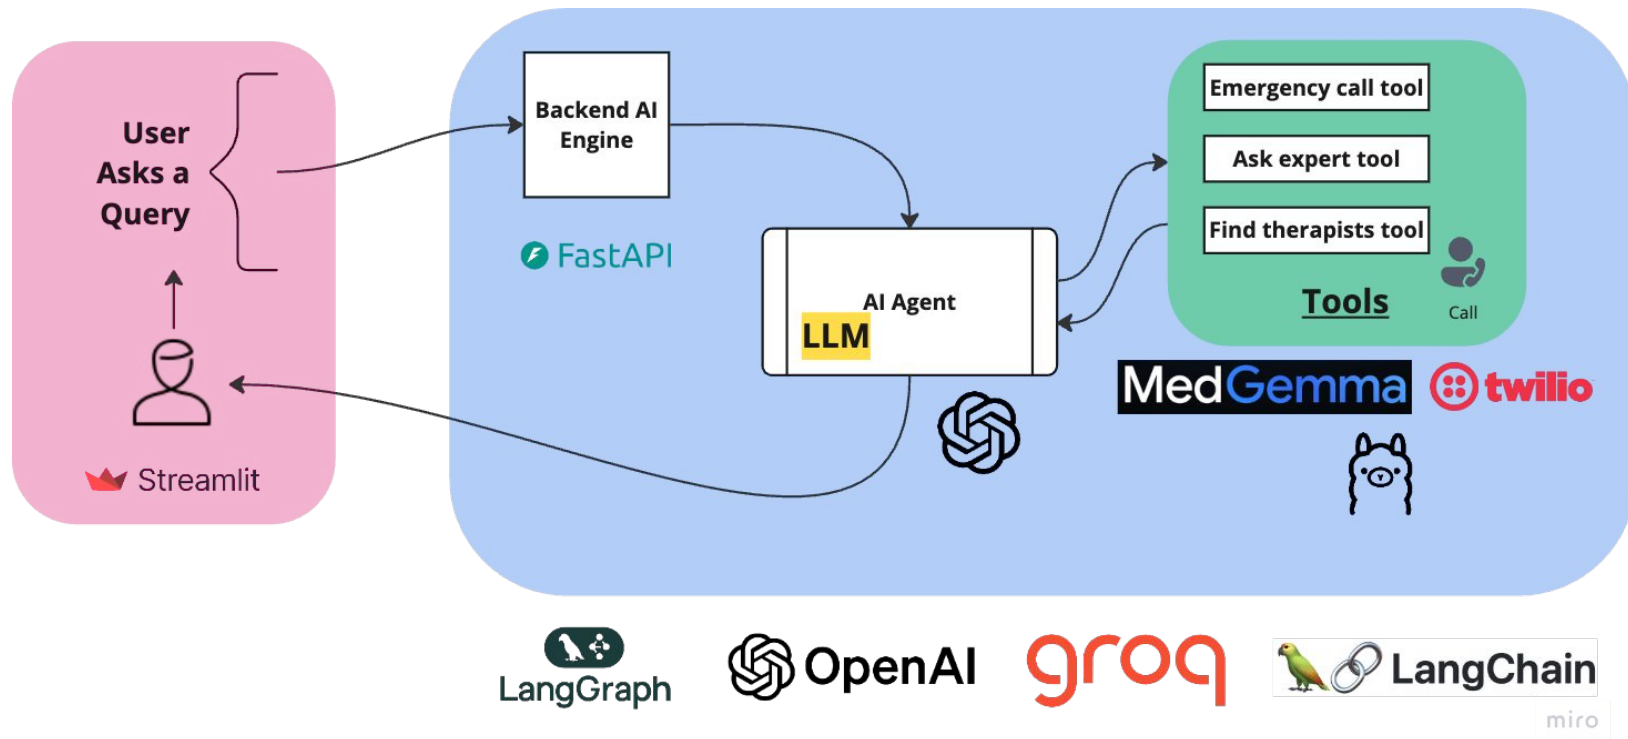 User
Asks a
Query
Streamlit
Backend AI
Engine
FastAPI
AI Agent
LLM
Emergency call tool
Ask expert tool
Find therapists tool
Tools
Call
MedGemma
twilio
LangGraph
OpenAI
groq
LangChain
miro